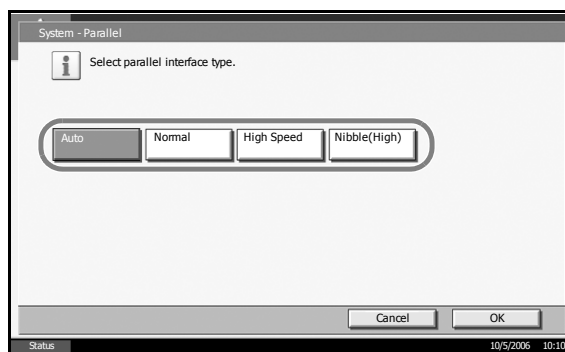 System - Parallel
Select parallel interface type.
Auto Normal High Speed Nibble(High)
Cancel OK
Status 10/5/2006 10:10